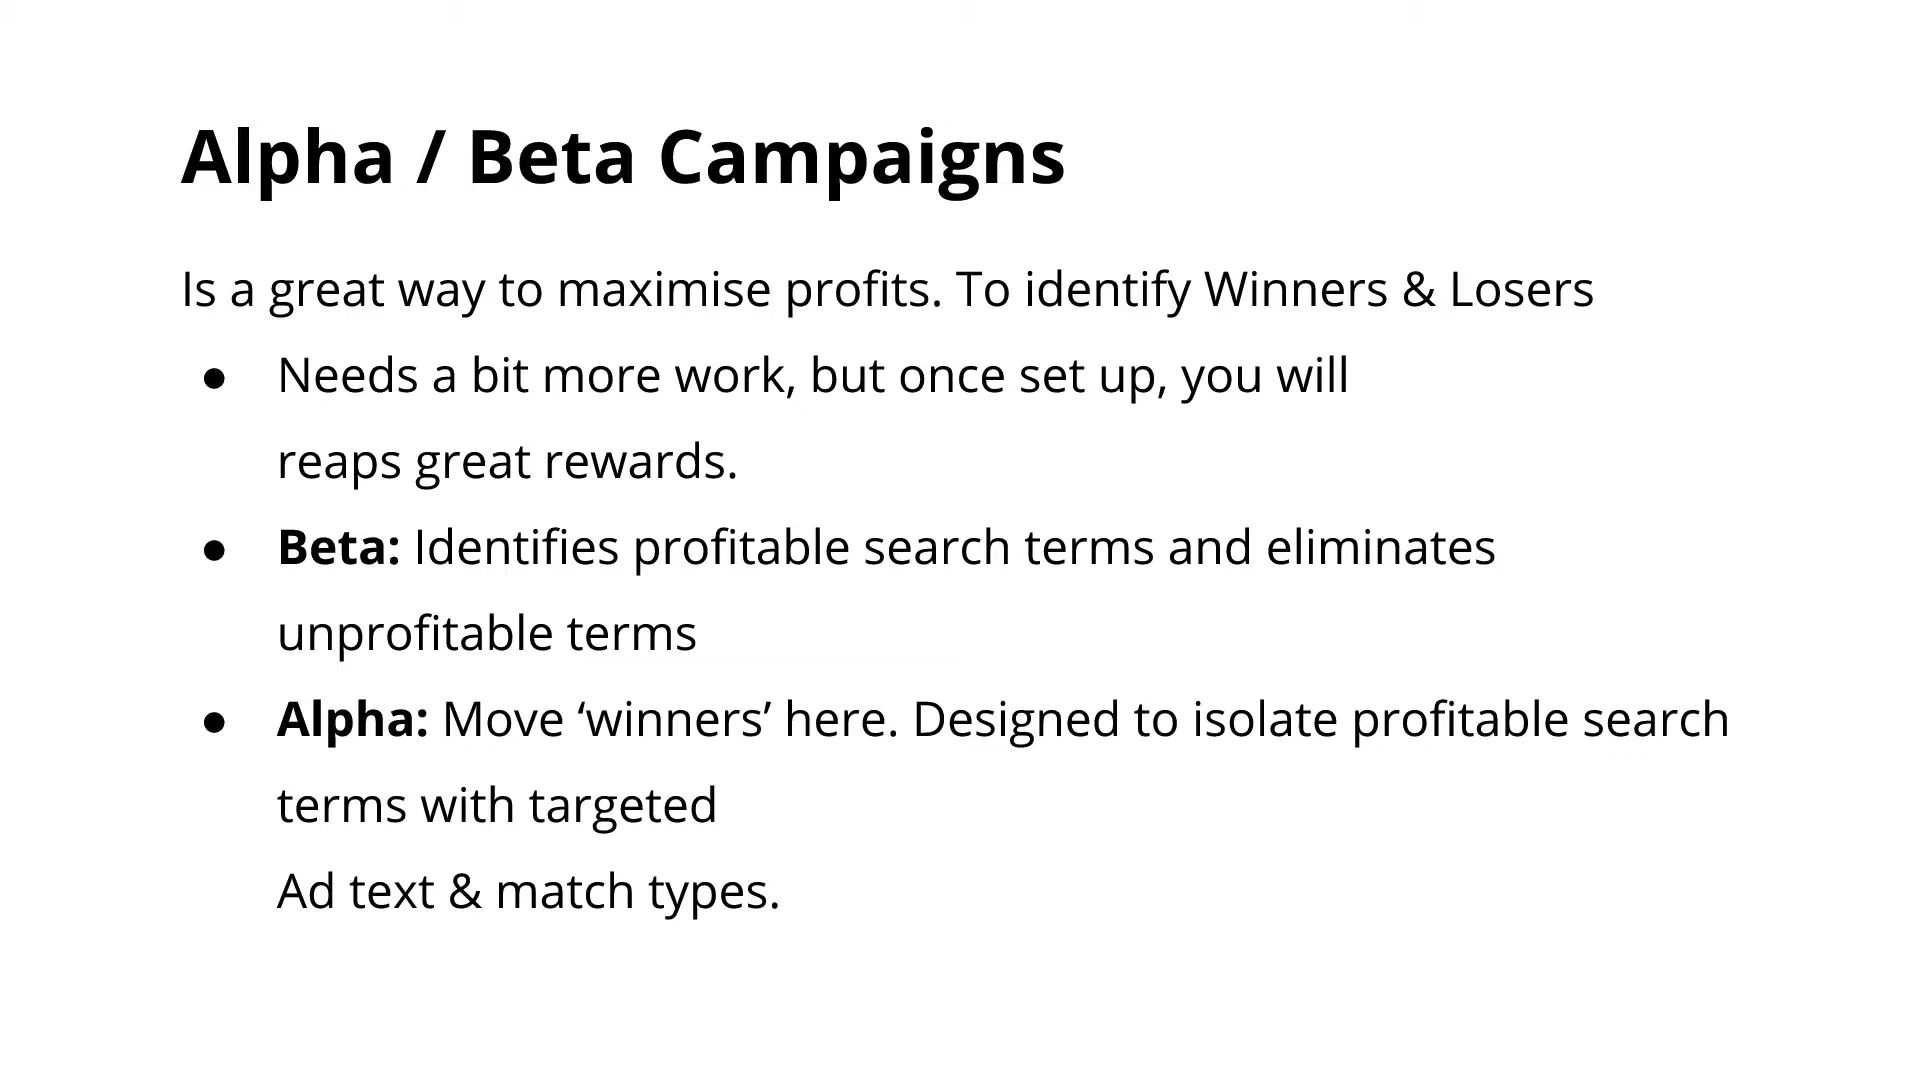 Alpha / Beta Campaigns
Is a great way to maximise profits. To identify Winners & Losers
● Needs a bit more work, but once set up, you will
reaps great rewards.
● Beta: Identifies profitable search terms and eliminates
unprofitable terms
● Alpha: Move ‘winners’ here. Designed to isolate profitable search
terms with targeted
Ad text & match types.